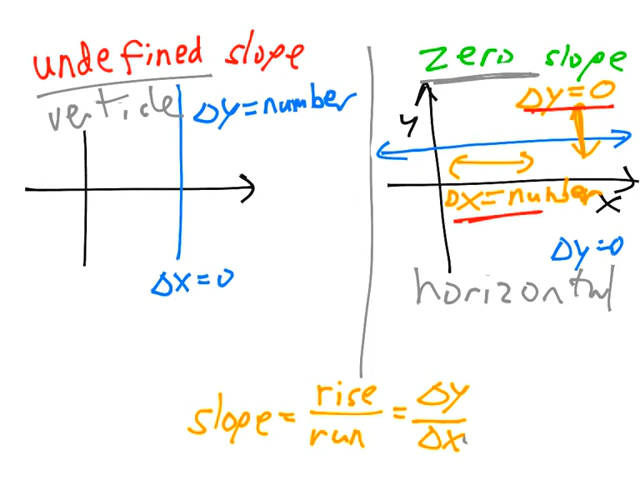 undefined slope
verticle
Δy = number
Δx = 0
zero slope
Δy = 0
y
Δx = number
x
Δy = 0
horizontal
slope = rise/run = Δy/Δx